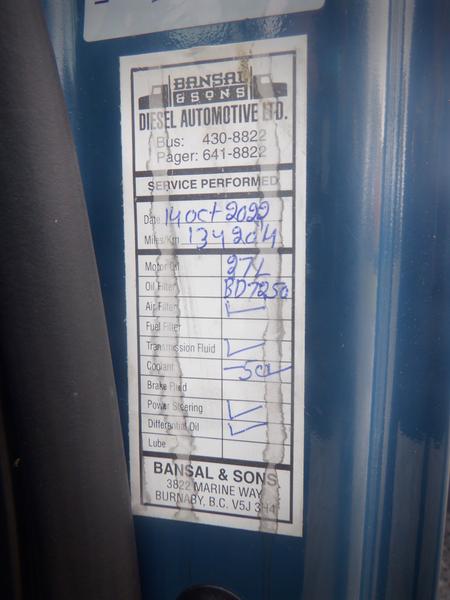 BANSAL
& SONS
DIESEL AUTOMOTIVE LTD.
Bus: 430-8822
Pager: 641-8822
SERVICE PERFORMED
Date 14 Oct 2022
Miles/Km
Motor Oil 27L
Oil Filter BD7250
Air Filter ✓
Fuel Filter
Transmission Fluid ✓
Coolant
Brake Fluid
Power Steering ✓
Differential Oil ✓
Lube
BANSAL & SONS
3822 MARINE WAY
BURNABY, B.C. V5J 3H4